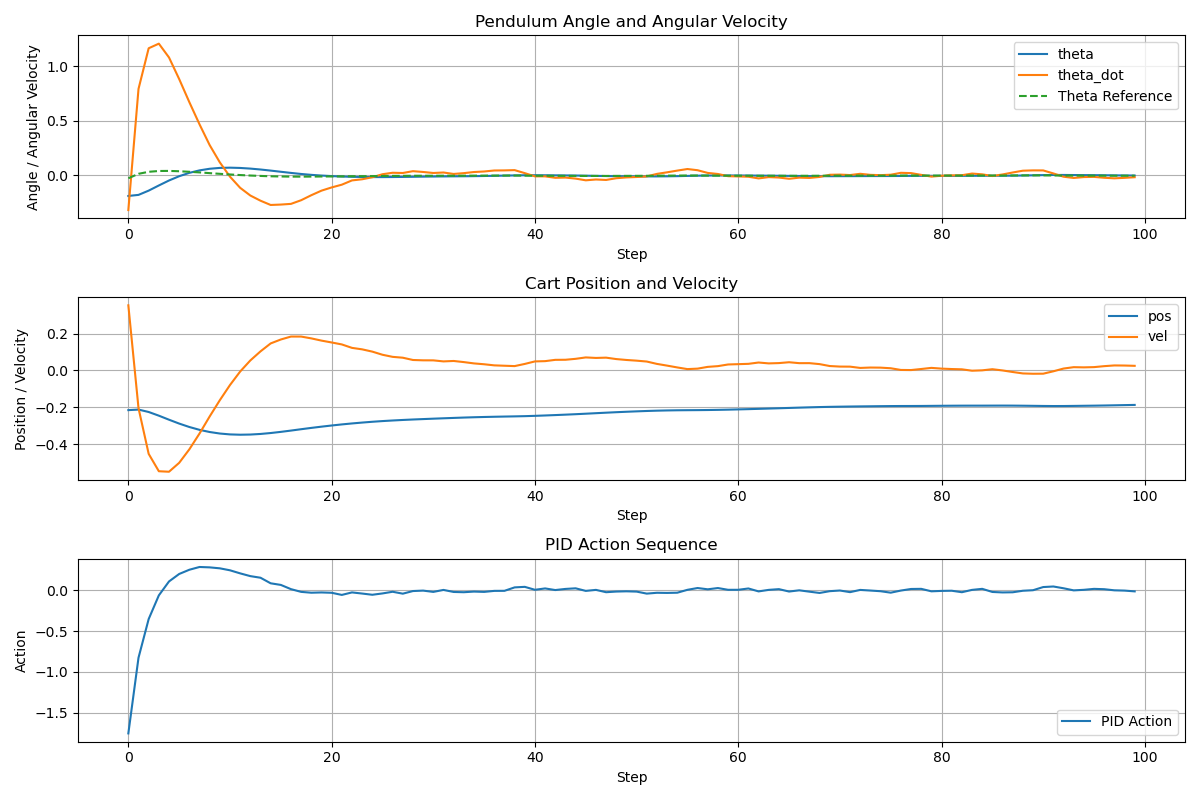 Pendulum Angle and Angular Velocity
Angle / Angular Velocity
1.0
0.5
0.0
theta
theta_dot
Theta Reference
0 20 40 60 80 100
Step
Cart Position and Velocity
Position / Velocity
0.2
0.0
−0.2
−0.4
pos
vel
0 20 40 60 80 100
Step
PID Action Sequence
Action
0.0
−0.5
−1.0
−1.5
PID Action
0 20 40 60 80 100
Step